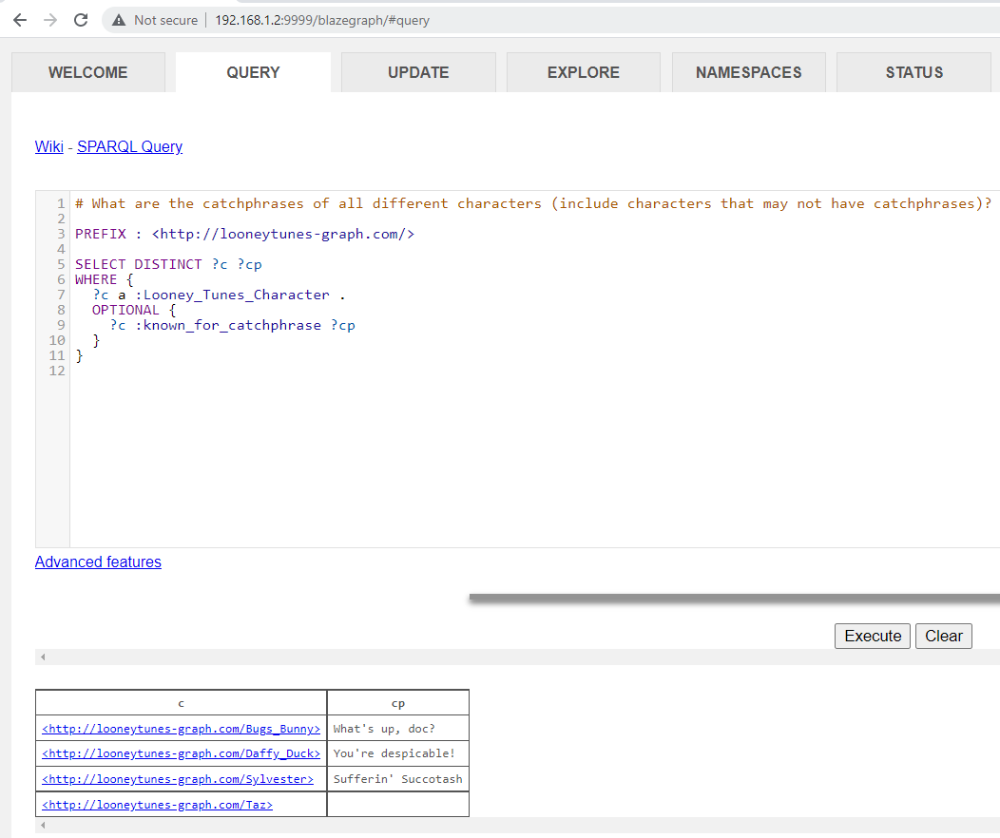 Not secure | 192.168.1.2:9999/blazegraph/#query
WELCOME QUERY UPDATE EXPLORE NAMESPACES STATUS
Wiki - SPARQL Query
1 # What are the catchphrases of all different characters (include characters that may not have catchphrases)?
2
3 PREFIX : <http://looneytunes-graph.com/>
4
5 SELECT DISTINCT ?c ?cp
6 WHERE {
7   ?c a :Looney_Tunes_Character .
8   OPTIONAL {
9     ?c :known_for_catchphrase ?cp
10   }
11 }
12
Advanced features
Execute Clear
c cp
<http://looneytunes-graph.com/Bugs_Bunny> What's up, doc?
<http://looneytunes-graph.com/Daffy_Duck> You're despicable!
<http://looneytunes-graph.com/Sylvester> Sufferin' Succotash
<http://looneytunes-graph.com/Taz>